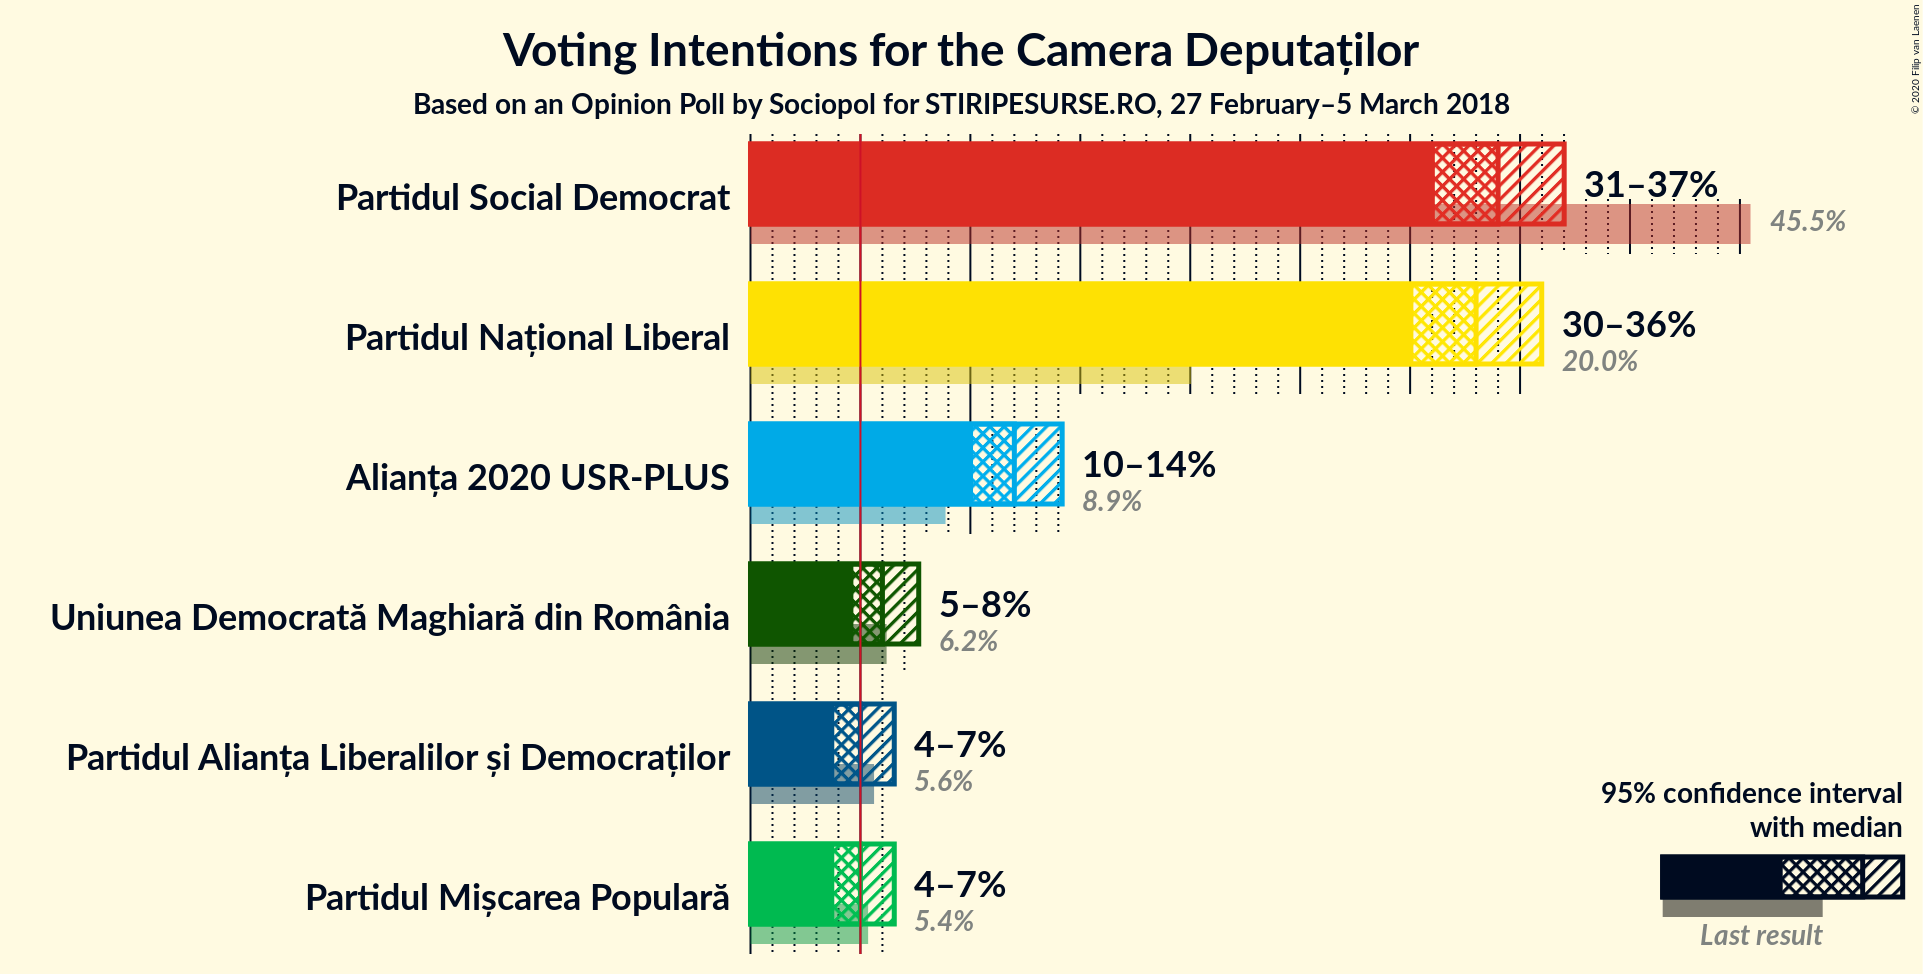 Voting Intentions for the Camera Deputaților
Based on an Opinion Poll by Sociopol for STIRIPESURSE.RO, 27 February–5 March 2018
© 2020 Filip van Laenen
Partidul Social Democrat
31–37%
45.5%
Partidul Național Liberal
30–36%
20.0%
Alianța 2020 USR-PLUS
10–14%
8.9%
Uniunea Democrată Maghiară din România
5–8%
6.2%
Partidul Alianța Liberalilor și Democraților
4–7%
5.6%
Partidul Mișcarea Populară
4–7%
5.4%
95% confidence interval
with median
Last result